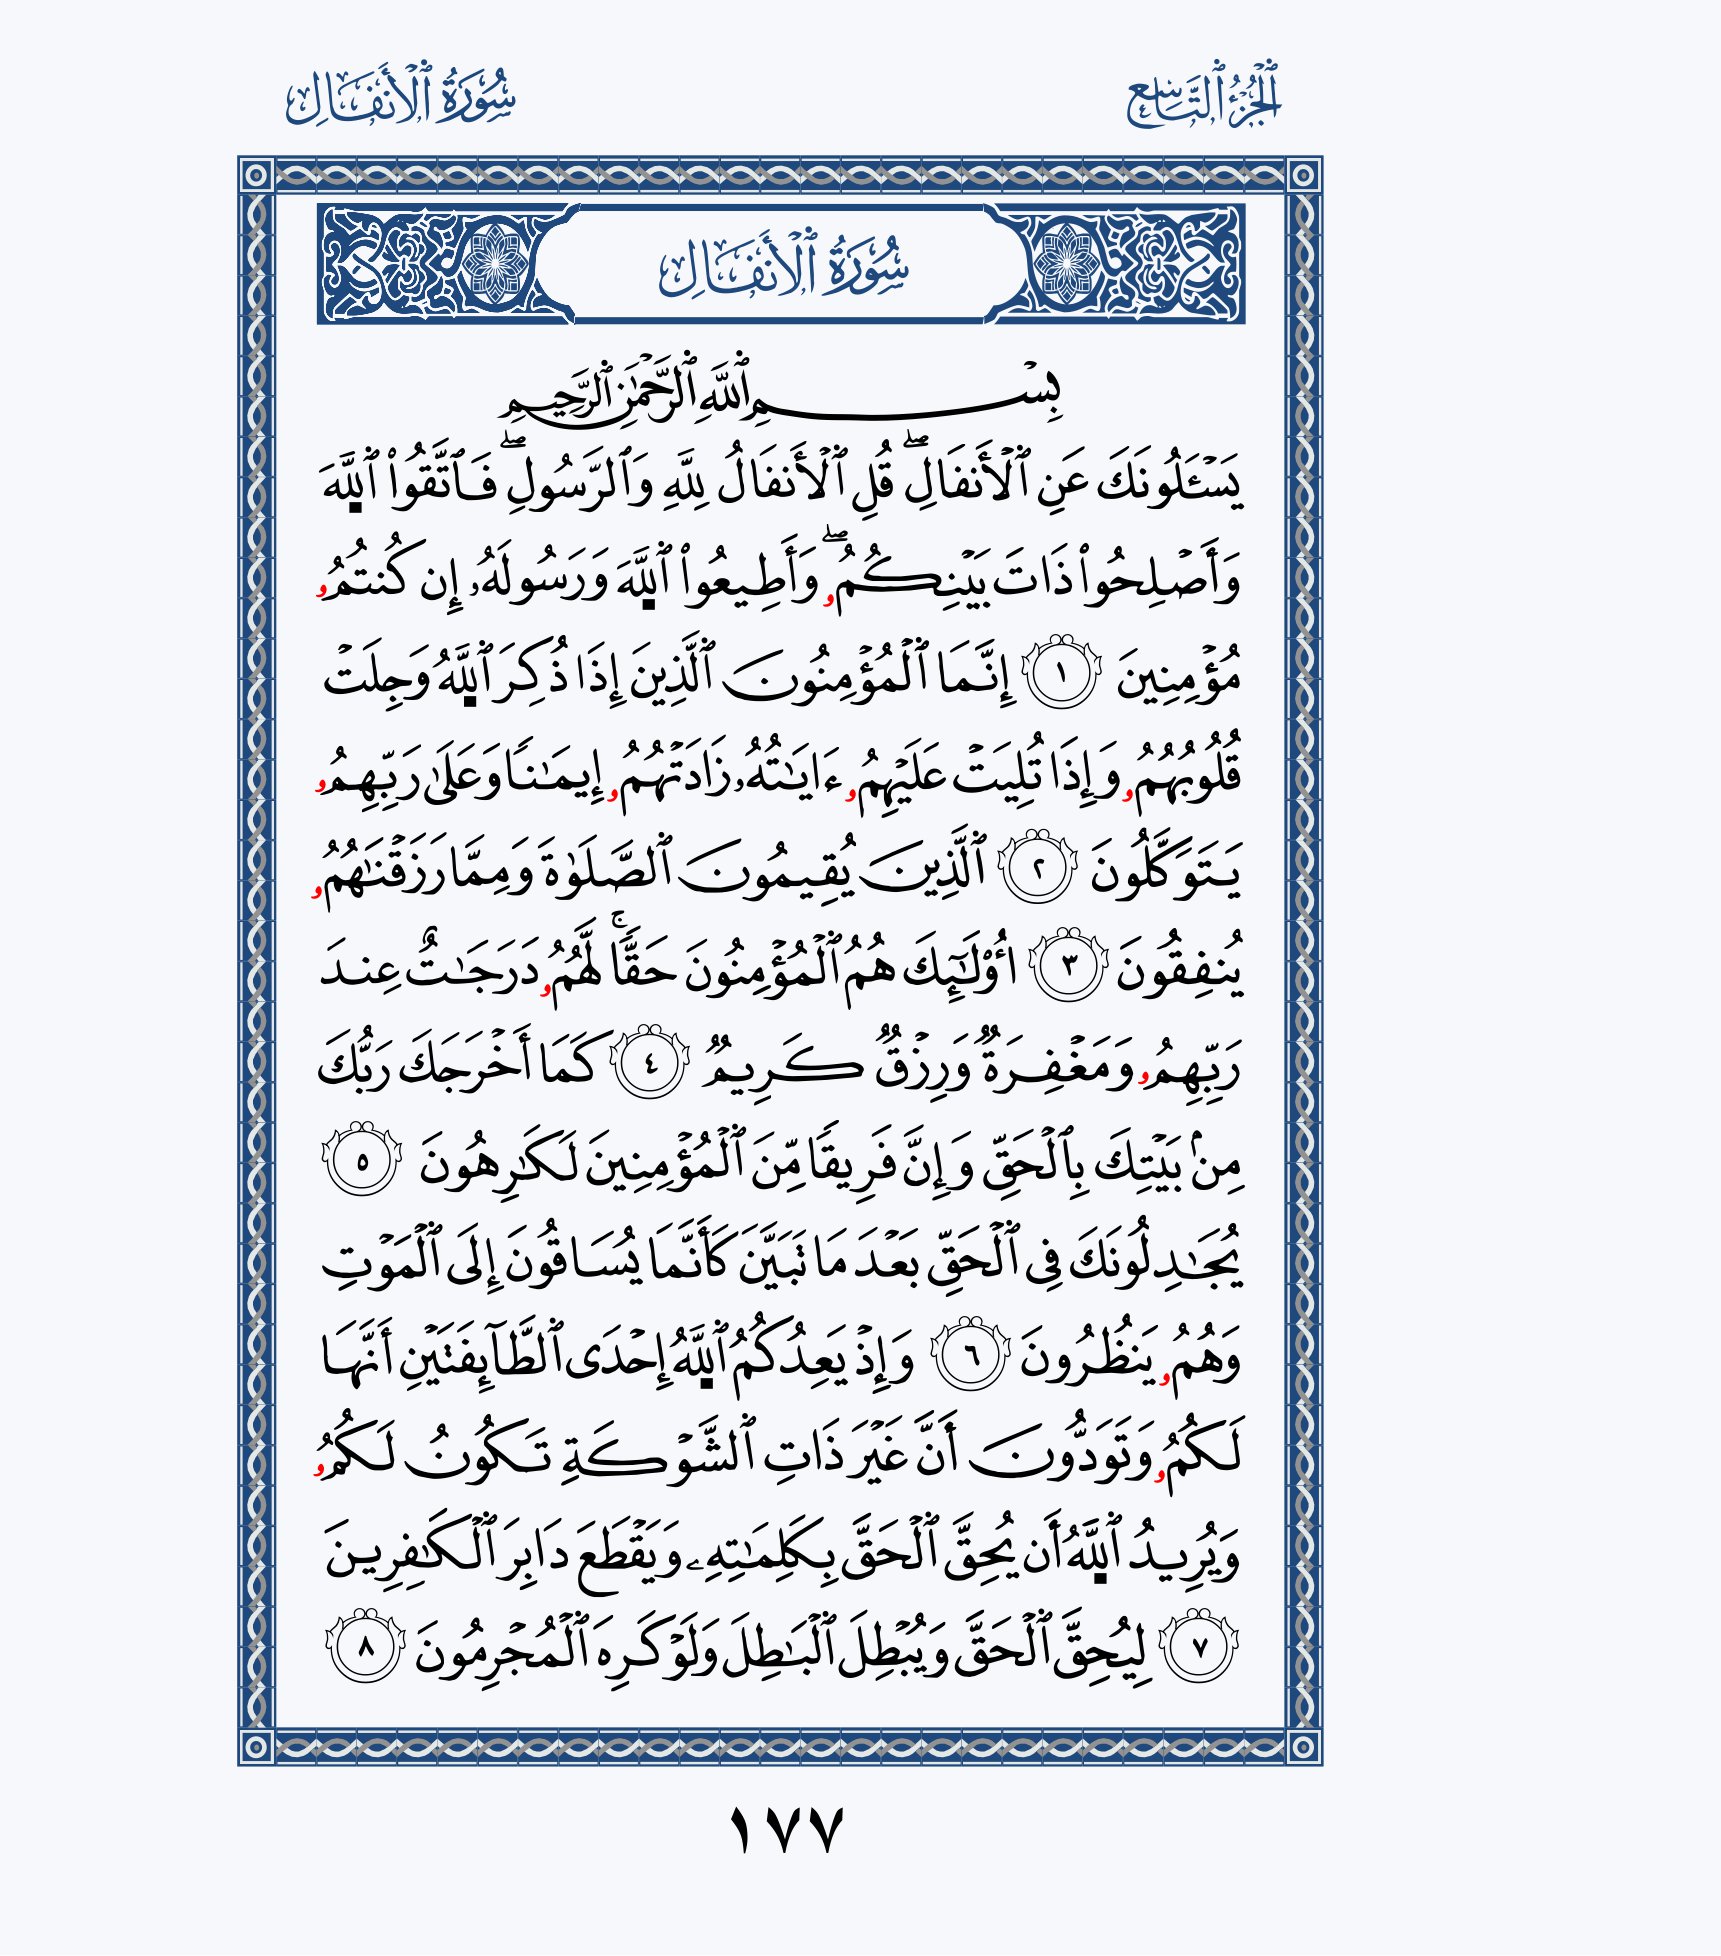 ٱلْجُزْءُ ٱلتَّاسِع
سُورَةُ ٱلْأَنفَالِ
سُورَةُ ٱلْأَنفَالِ
بِسْمِ ٱللَّهِ ٱلرَّحْمَٰنِ ٱلرَّحِيمِ
يَسْـَٔلُونَكَ عَنِ ٱلْأَنفَالِۖ قُلِ ٱلْأَنفَالُ لِلَّهِ وَٱلرَّسُولِۖ فَٱتَّقُوا۟ ٱللَّهَ
وَأَصْلِحُوا۟ ذَاتَ بَيْنِكُمُۥۖ وَأَطِيعُوا۟ ٱللَّهَ وَرَسُولَهُۥ إِن كُنتُمُۥ
مُؤْمِنِينَ ١ إِنَّمَا ٱلْمُؤْمِنُونَ ٱلَّذِينَ إِذَا ذُكِرَ ٱللَّهُ وَجِلَتْ
قُلُوبُهُمُۥ وَإِذَا تُلِيَتْ عَلَيْهِمُۥ ءَايَٰتُهُۥ زَادَتْهُمُۥ إِيمَٰنًا وَعَلَىٰ رَبِّهِمُۥ
يَتَوَكَّلُونَ ٢ ٱلَّذِينَ يُقِيمُونَ ٱلصَّلَوٰةَ وَمِمَّا رَزَقْنَٰهُمُۥ
يُنفِقُونَ ٣ أُو۟لَٰٓئِكَ هُمُ ٱلْمُؤْمِنُونَ حَقًّاۚ لَّهُمُۥ دَرَجَٰتٌ عِندَ
رَبِّهِمُۥ وَمَغْفِرَةٌ وَرِزْقٌ كَرِيمٌ ٤ كَمَا أَخْرَجَكَ رَبُّكَ
مِنۢ بَيْتِكَ بِٱلْحَقِّ وَإِنَّ فَرِيقًا مِّنَ ٱلْمُؤْمِنِينَ لَكَٰرِهُونَ ٥
يُجَٰدِلُونَكَ فِي ٱلْحَقِّ بَعْدَ مَا تَبَيَّنَ كَأَنَّمَا يُسَاقُونَ إِلَى ٱلْمَوْتِ
وَهُمُۥ يَنظُرُونَ ٦ وَإِذْ يَعِدُكُمُ ٱللَّهُ إِحْدَى ٱلطَّآئِفَتَيْنِ أَنَّهَا
لَكُمُۥ وَتَوَدُّونَ أَنَّ غَيْرَ ذَاتِ ٱلشَّوْكَةِ تَكُونُ لَكُمُۥ
وَيُرِيدُ ٱللَّهُ أَن يُحِقَّ ٱلْحَقَّ بِكَلِمَٰتِهِۦ وَيَقْطَعَ دَابِرَ ٱلْكَٰفِرِينَ
٧ لِيُحِقَّ ٱلْحَقَّ وَيُبْطِلَ ٱلْبَٰطِلَ وَلَوْ كَرِهَ ٱلْمُجْرِمُونَ ٨
١٧٧